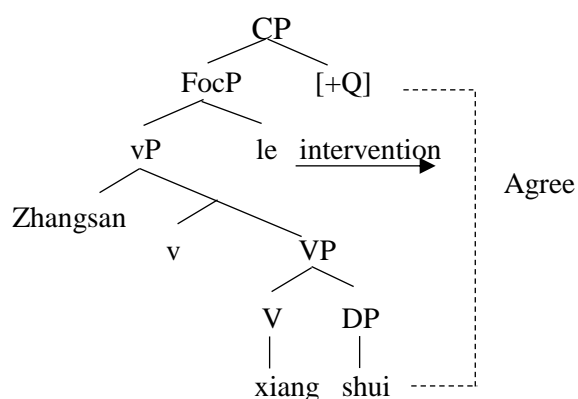 CP
FocP [+Q]
vP le intervention
Agree
Zhangsan
v VP
V DP
xiang shui